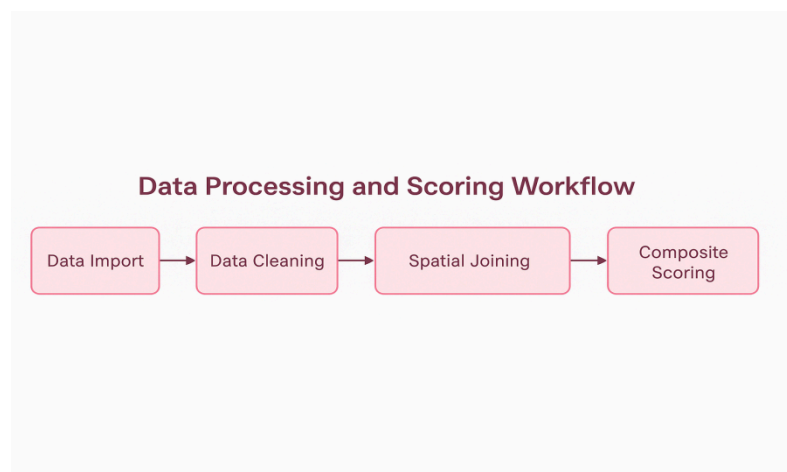 Data Processing and Scoring Workflow
Data Import
Data Cleaning
Spatial Joining
Composite
Scoring